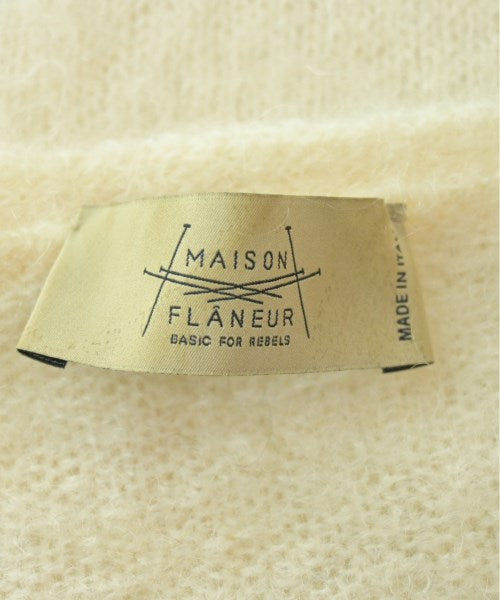 MAISON
FLÂNEUR
BASIC FOR REBELS
MADE IN